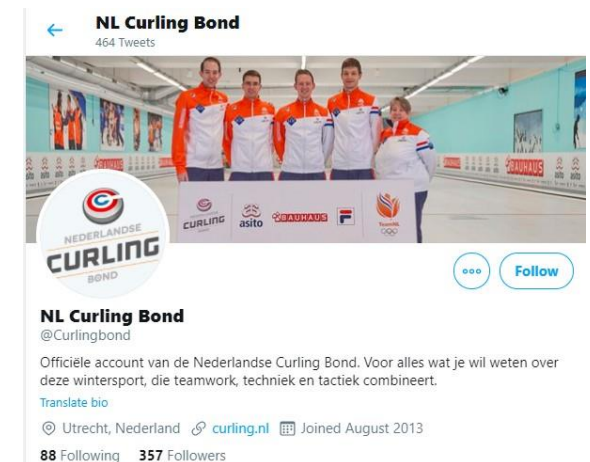 NL Curling Bond
464 Tweets
BAUHAUS
BAUHAUS
CURLING
asito
BAUHAUS
TeamNL
NEDERLANDSE
CURLING
BOND
Follow
NL Curling Bond
@Curlingbond
Officiële account van de Nederlandse Curling Bond. Voor alles wat je wil weten over
deze wintersport, die teamwork, techniek en tactiek combineert.
Translate bio
Utrecht, Nederland curling.nl Joined August 2013
88 Following 357 Followers